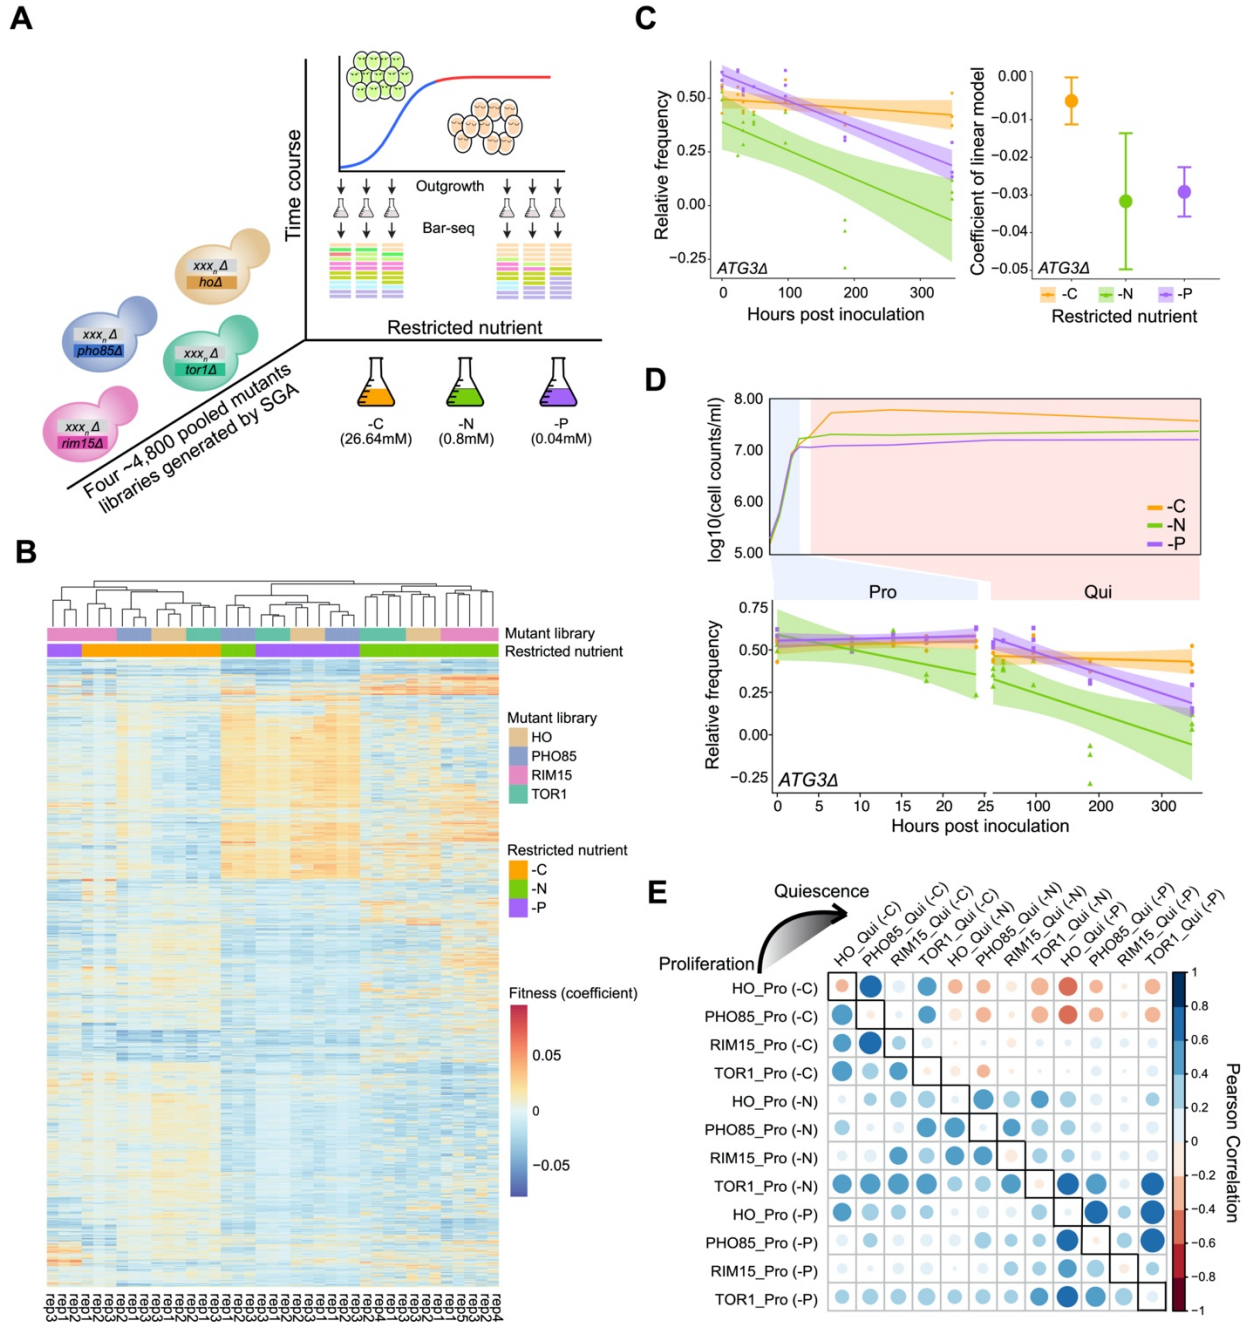 A
Time course
Outgrowth
Bar-seq
Restricted nutrient
xxxn Δ
hoΔ
xxxn Δ
pho85Δ
xxxn Δ
tor1Δ
xxxn Δ
rim15Δ
Four ~4,800 pooled mutants
libraries generated by SGA
-C
(26.64mM)
-N
(0.8mM)
-P
(0.04mM)
B
Mutant library
Restricted nutrient
Mutant library
HO
PHO85
RIM15
TOR1
Restricted nutrient
-C
-N
-P
Fitness (coefficient)
0.05
0
−0.05
C
Relative frequency
0.50
0.25
0.00
−0.25
ATG3Δ
0 100 200 300
Hours post inoculation
Coefficient of linear model
0.00
−0.01
−0.02
−0.03
−0.04
−0.05
ATG3Δ
-C -N -P
Restricted nutrient
D
log10(cell counts/ml)
8.00
7.00
6.00
5.00
-C
-N
-P
Pro Qui
Relative frequency
0.75
0.50
0.25
0.00
−0.25
ATG3Δ
0 5 10 15 20 25 100 200 300
Hours post inoculation
E
Quiescence
Proliferation
HO_Qui (-C)
PHO85_Qui (-C)
RIM15_Qui (-C)
TOR1_Qui (-C)
HO_Qui (-N)
PHO85_Qui (-N)
RIM15_Qui (-N)
TOR1_Qui (-N)
HO_Qui (-P)
PHO85_Qui (-P)
RIM15_Qui (-P)
TOR1_Qui (-P)
HO_Pro (-C)
PHO85_Pro (-C)
RIM15_Pro (-C)
TOR1_Pro (-C)
HO_Pro (-N)
PHO85_Pro (-N)
RIM15_Pro (-N)
TOR1_Pro (-N)
HO_Pro (-P)
PHO85_Pro (-P)
RIM15_Pro (-P)
TOR1_Pro (-P)
1
0.8
0.6
0.4
0.2
0
−0.2
−0.4
−0.6
−0.8
−1
Pearson Correlation